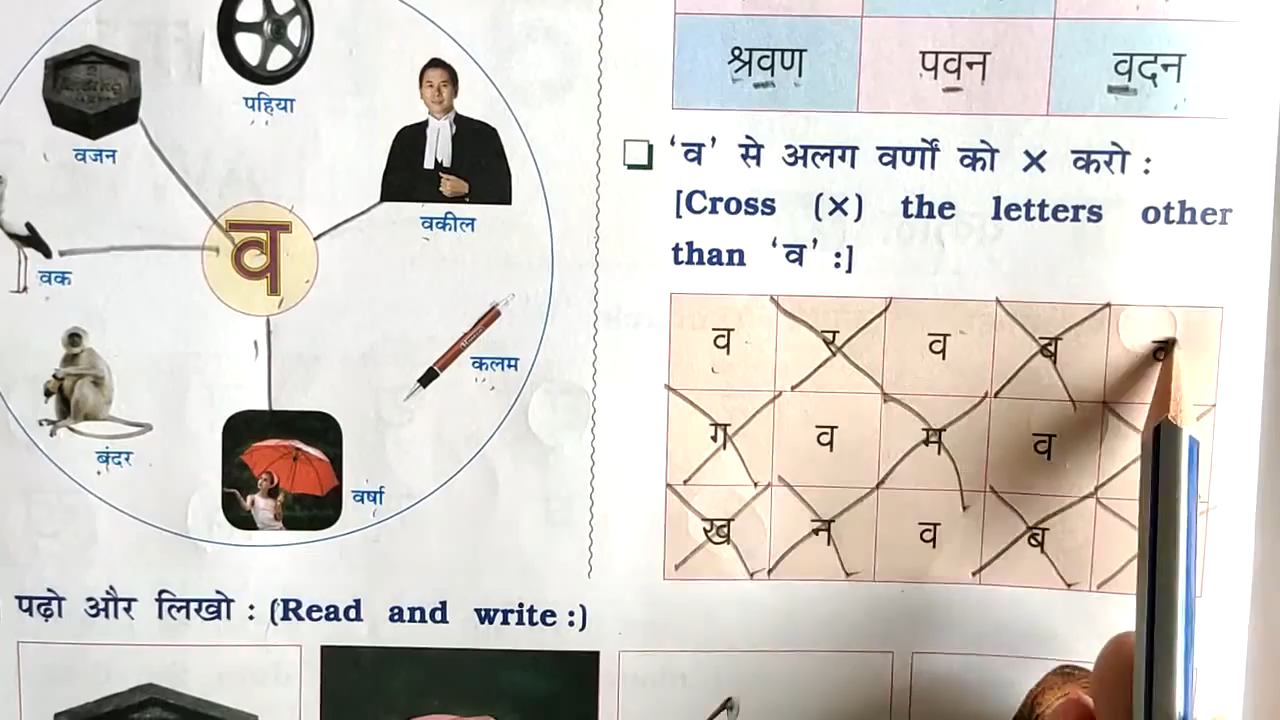 पहिया
वजन
वकील
व
वक
कलम
बंदर
वर्षा
श्रवण पवन वदन
'व' से अलग वर्णों को × करो :
[Cross (×) the letters other
than 'व' :]
व र व ब
ग व म व
ख न व ब
पढ़ो और लिखो : (Read and write :)